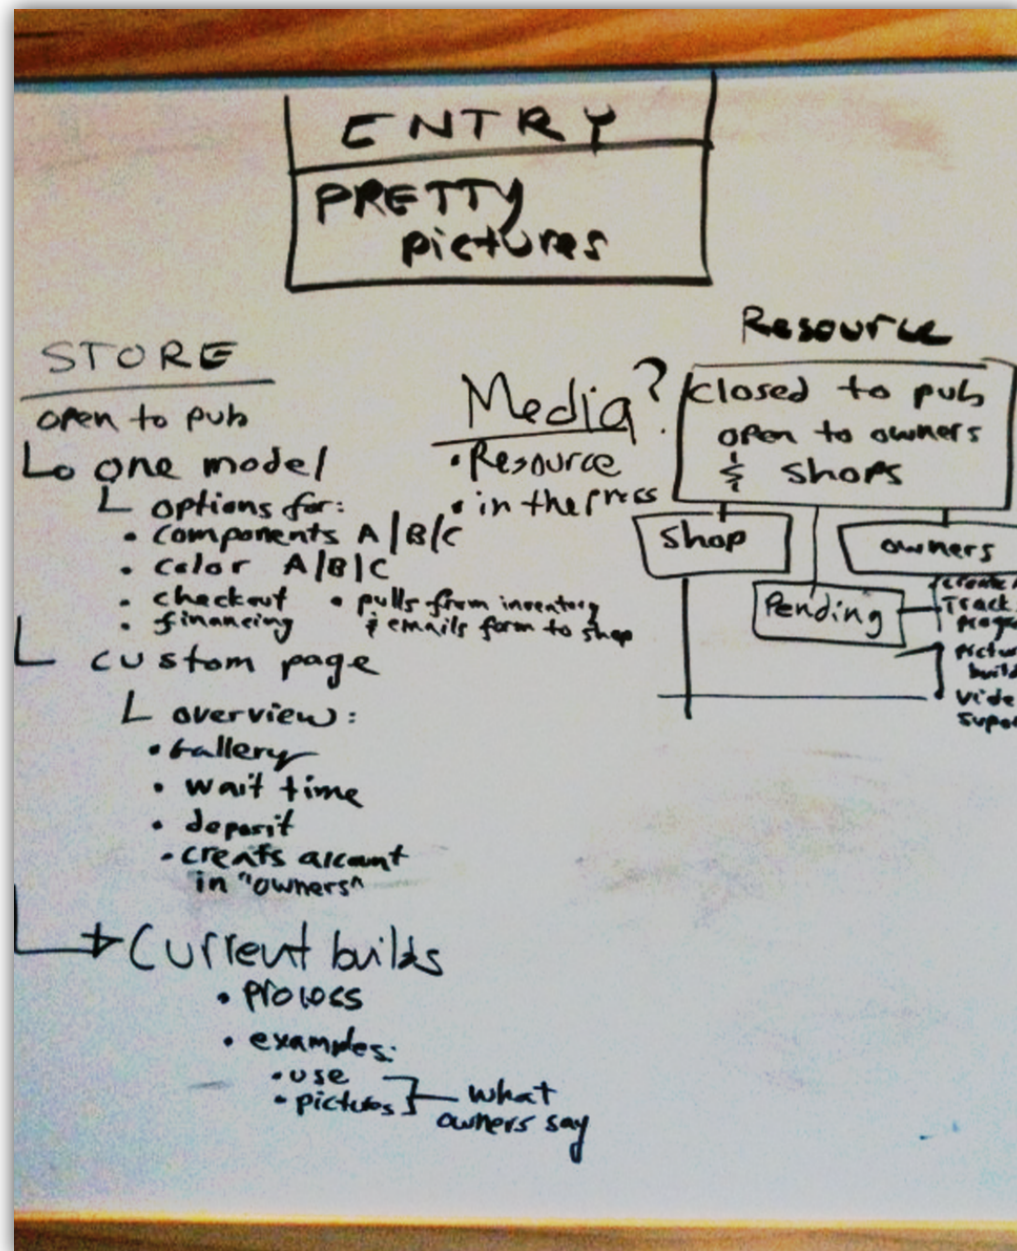 ENTRY
PRETTY
pictures
STORE
open to pub
one model
options for:
• components A/B/C
• color A/B/C
• checkout
• financing
• pulls from inventory
& emails form to shop
custom page
overview:
• Gallery
• wait time
• deposit
• creats account
in "owners"
Current builds
• process
• examples:
• use
• pictures
what
owners say
Media?
• Resource
• in the press
Resource
closed to pub
open to owners
& shops
shop
owners
Pending
Track